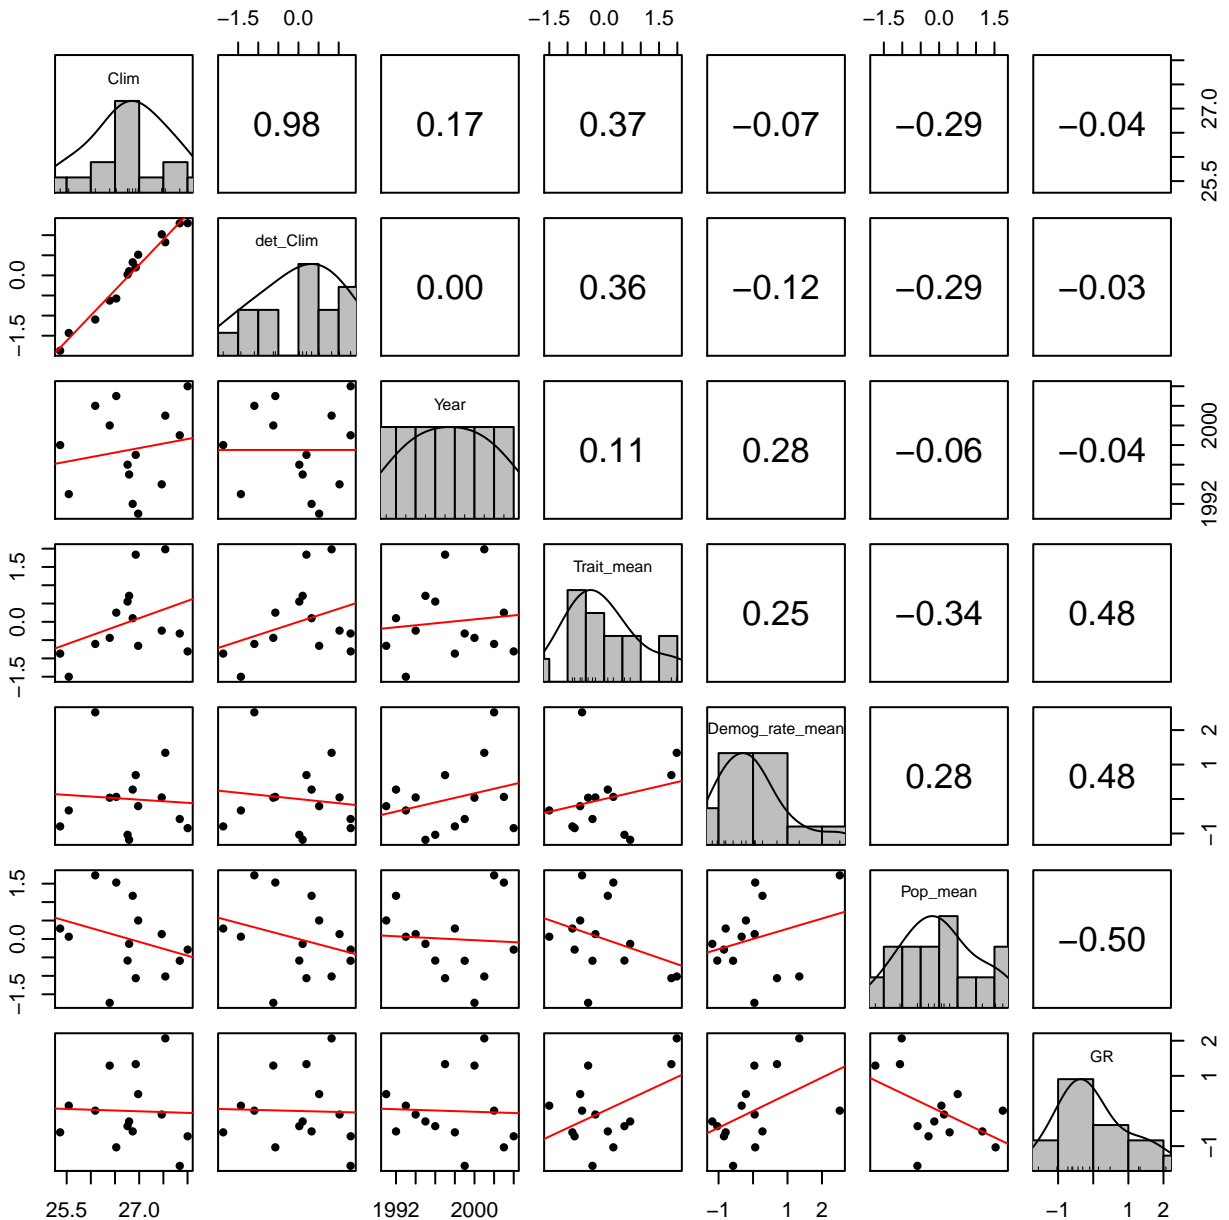 −1.5 0.0 −1.5 0.0 1.5 −1.5 0.0 1.5
Clim 0.98 0.17 0.37 −0.07 −0.29 −0.04 25.5 27.0
−1.5 0.0 det_Clim 0.00 0.36 −0.12 −0.29 −0.03
Year 0.11 0.28 −0.06 −0.04 1992 2000
−1.5 0.0 1.5 Trait_mean 0.25 −0.34 0.48
Demog_rate_mean 0.28 0.48 −1 1 2
−1.5 0.0 1.5 Pop_mean −0.50
GR −1 1 2
25.5 27.0 1992 2000 −1 1 2 −1 1 2